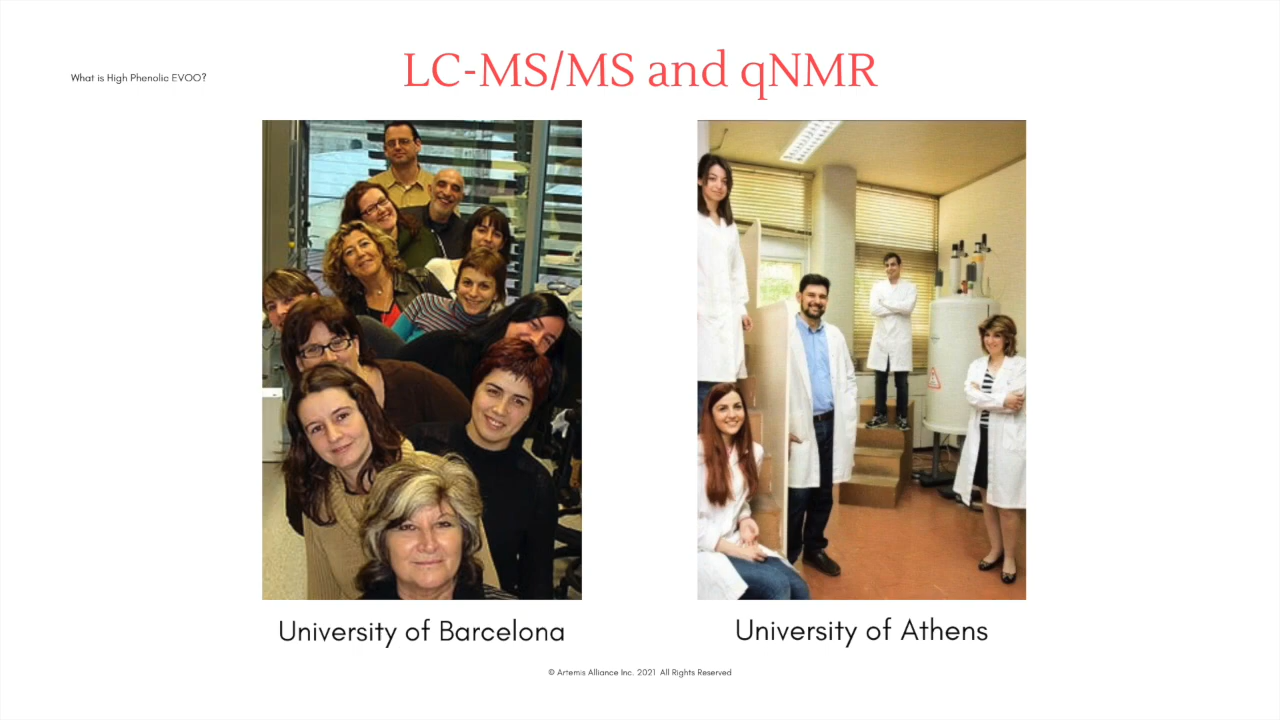 What is High Phenolic EVOO?
LC-MS/MS and qNMR
University of Barcelona
University of Athens
© Artemis Alliance Inc. 2021 All Rights Reserved